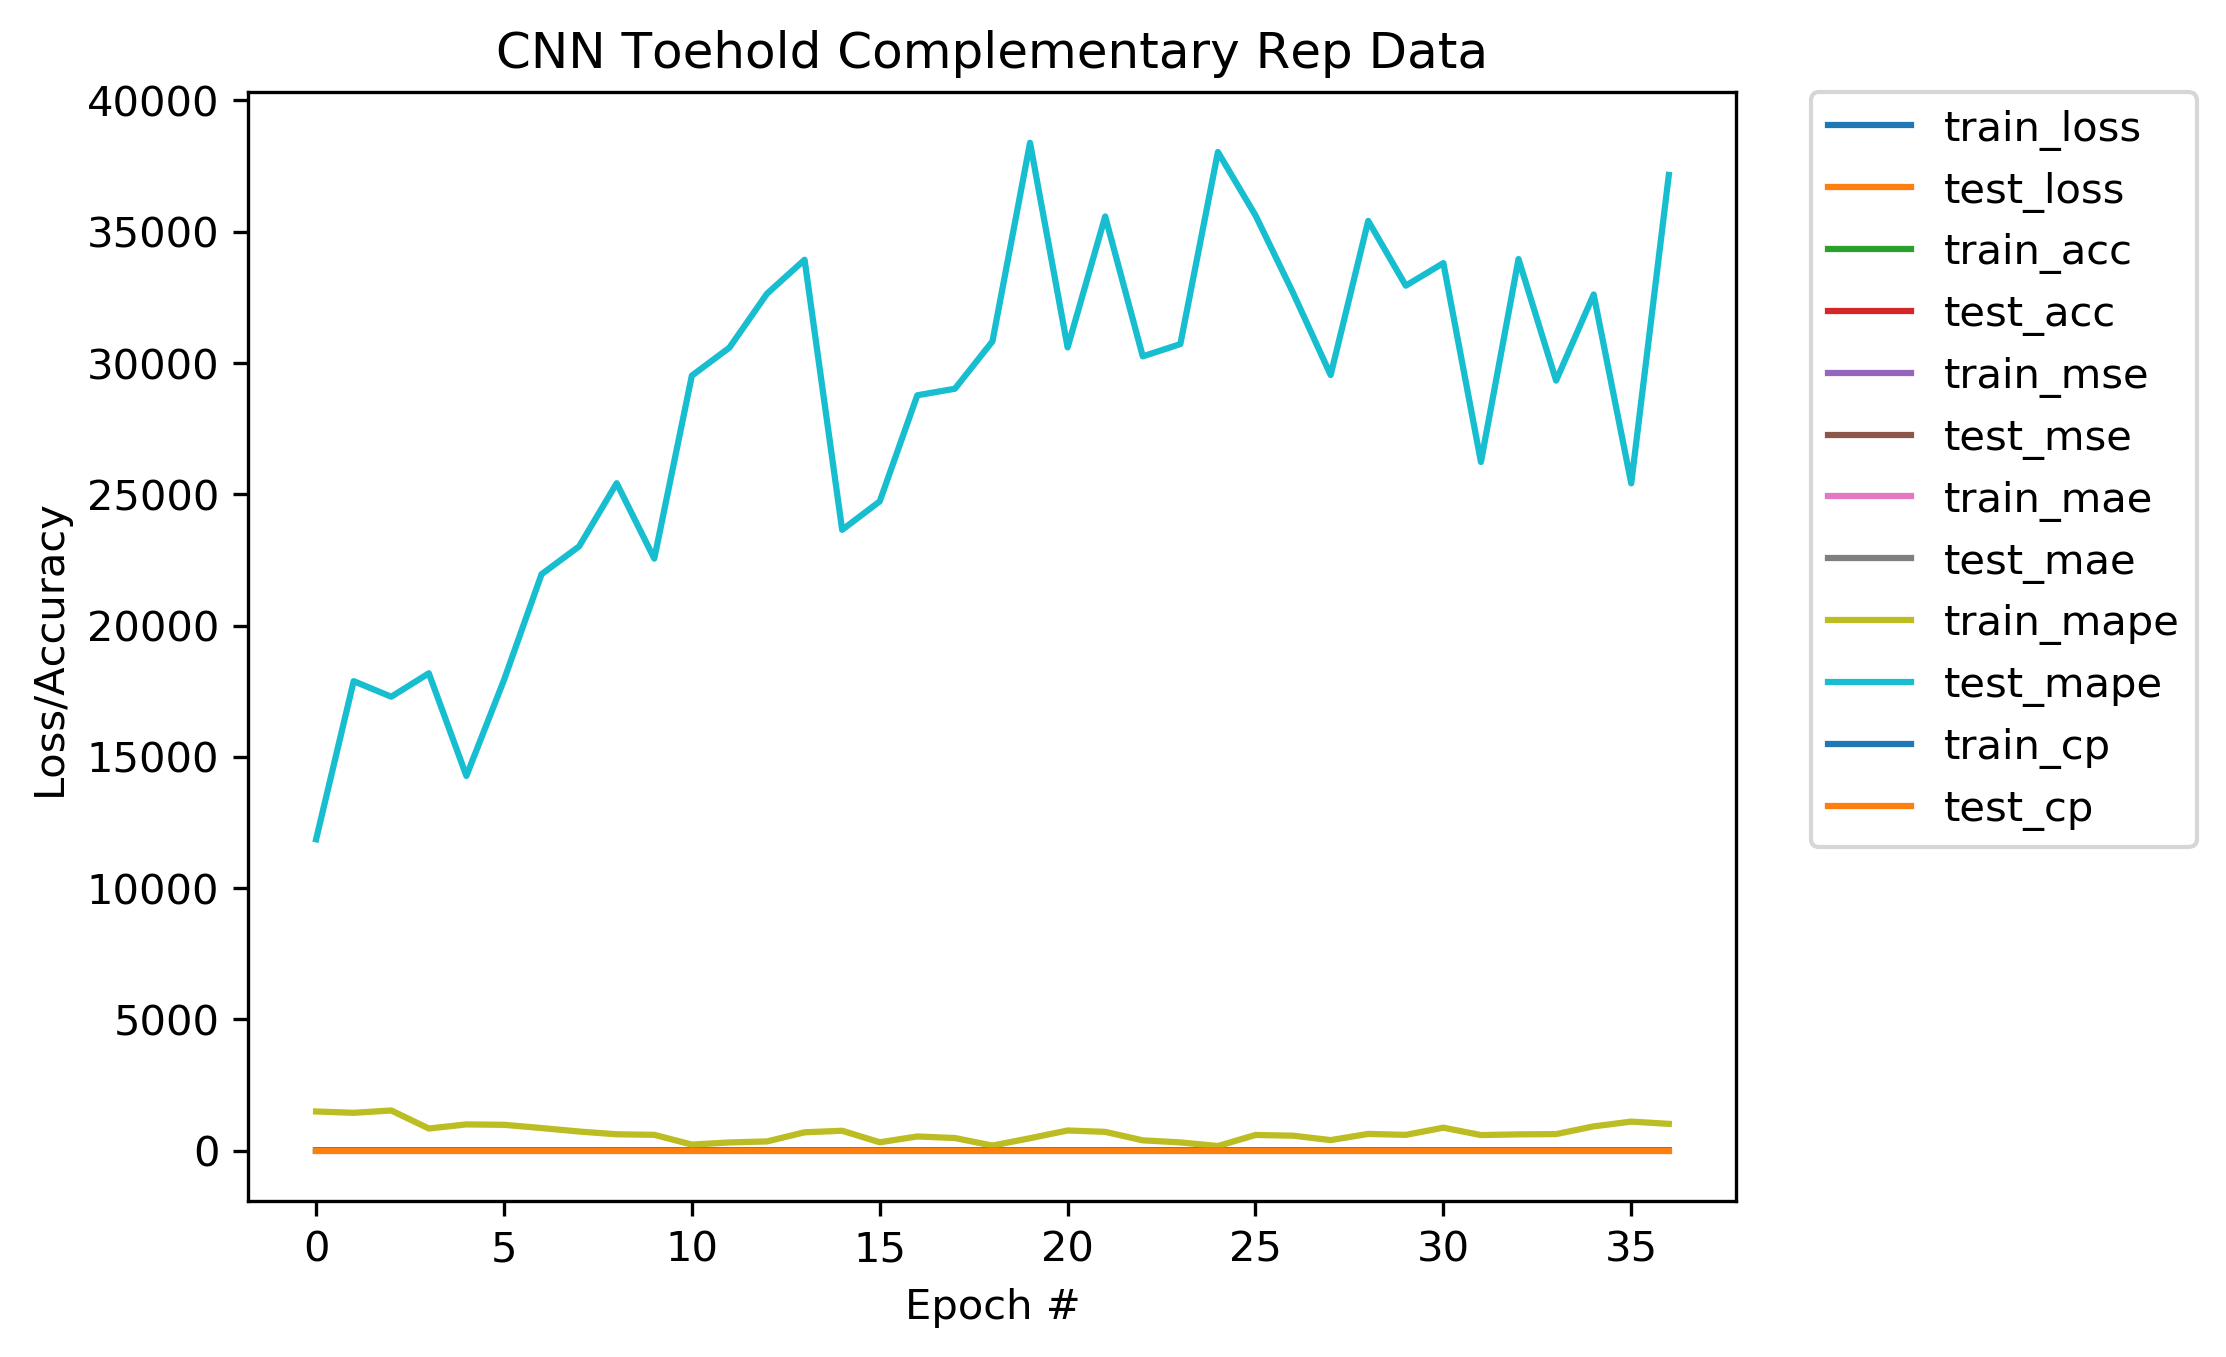 CNN Toehold Complementary Rep Data
40000
35000
30000
25000
20000
15000
10000
5000
0
Loss/Accuracy
0 5 10 15 20 25 30 35
Epoch #
train_loss
test_loss
train_acc
test_acc
train_mse
test_mse
train_mae
test_mae
train_mape
test_mape
train_cp
test_cp